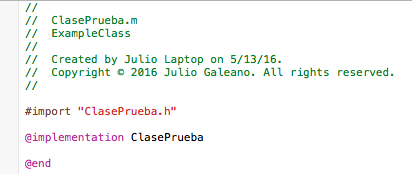 //
//  ClasePrueba.m
//  ExampleClass
//
//  Created by Julio Laptop on 5/13/16.
//  Copyright © 2016 Julio Galeano. All rights reserved.
//
#import "ClasePrueba.h"
@implementation ClasePrueba
@end